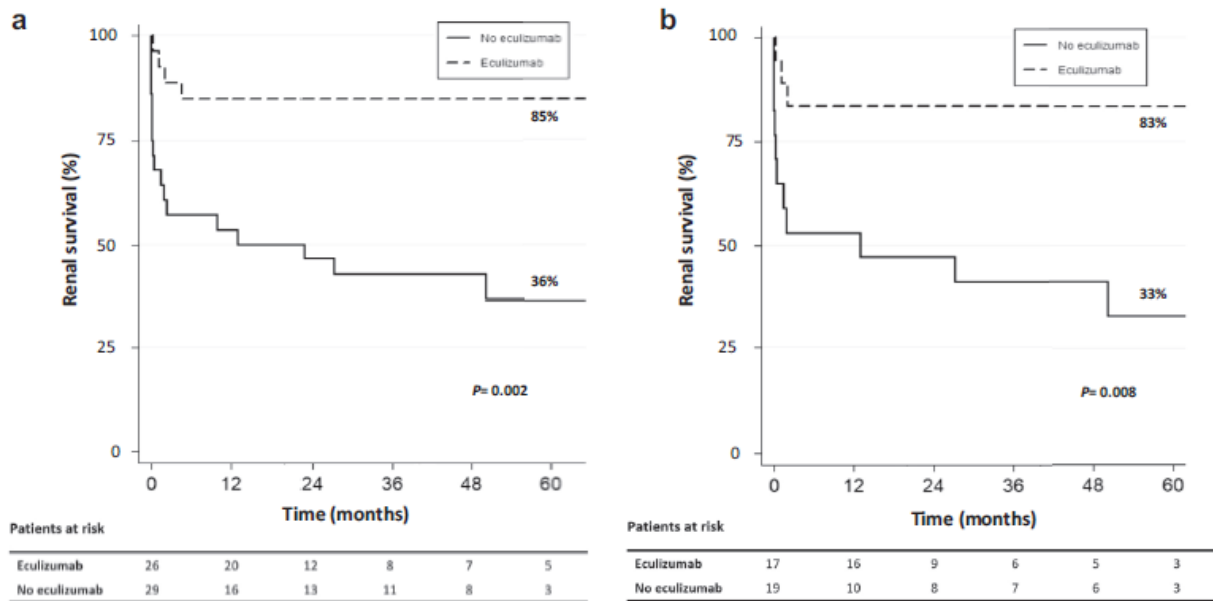 a
No eculizumab
Eculizumab
100
75
50
25
0
Renal survival (%)
85%
36%
P= 0.002
0 12 24 36 48 60
Time (months)
Patients at risk
Eculizumab 26 20 12 8 7 5
No eculizumab 29 16 13 11 8 3
b
No eculizumab
Eculizumab
100
75
50
25
0
Renal survival (%)
83%
33%
P= 0.008
0 12 24 36 48 60
Time (months)
Patients at risk
Eculizumab 17 16 9 6 5 3
No eculizumab 19 10 8 7 6 3